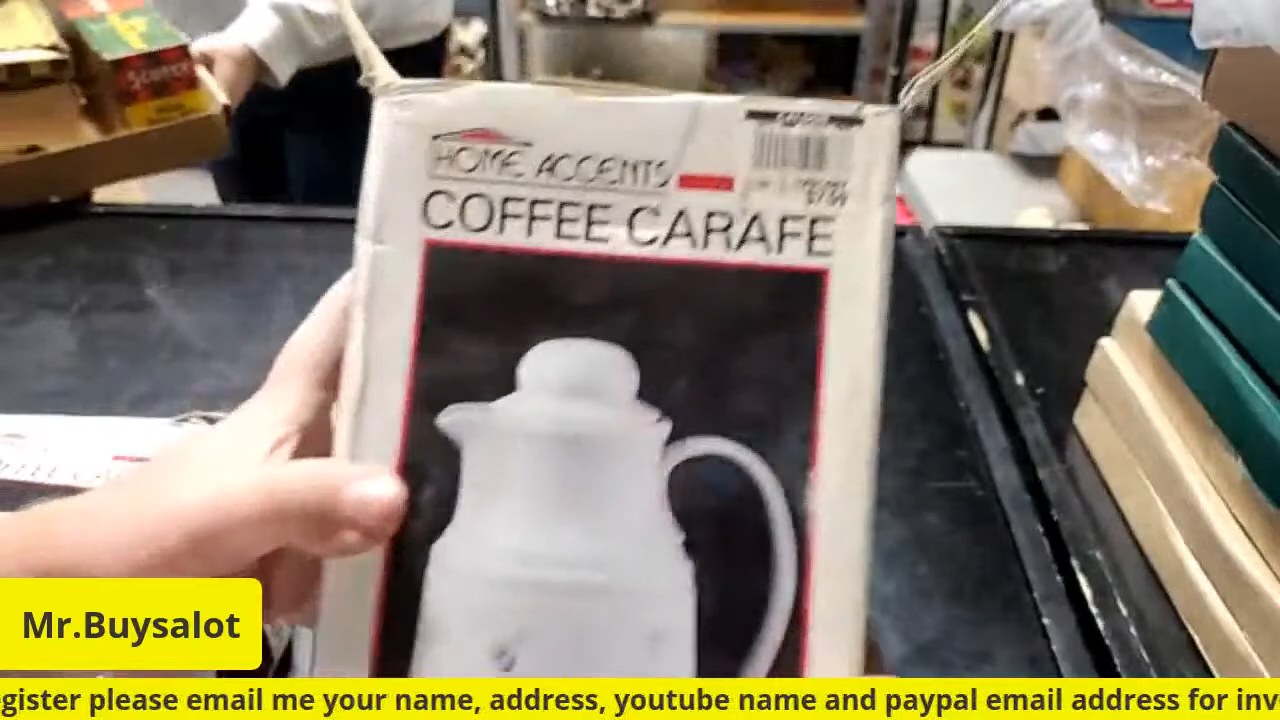 Science
HOME ACCENTS
COFFEE CARAFE
Mr.Buysalot
gister please email me your name, address, youtube name and paypal email address for inv